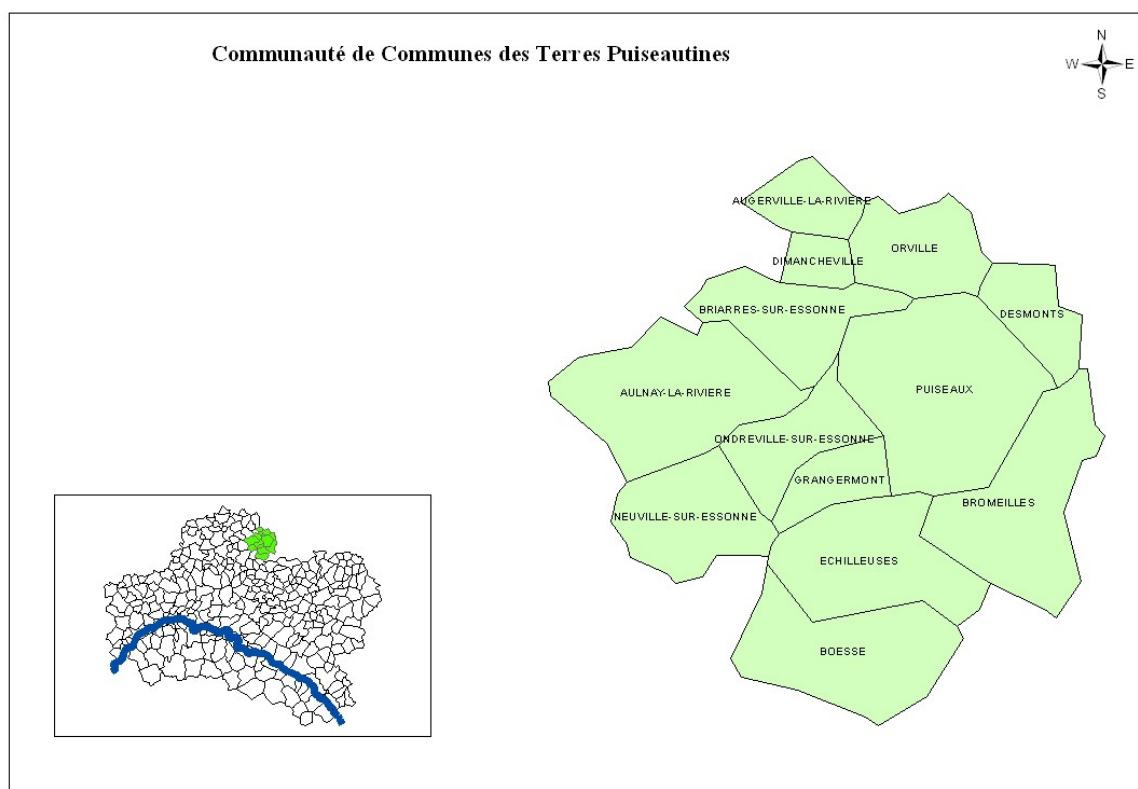 Communauté de Communes des Terres Puiseautines
N
W E
S
AUGERVILLE-LA-RIVIERE
ORVILLE
DIMANCHEVILLE
BRIARRES-SUR-ESSONNE
DESMONTS
PUISEAUX
AULNAY-LA-RIVIERE
ONDREVILLE-SUR-ESSONNE
GRANGERMONT
BROMEILLES
NEUVILLE-SUR-ESSONNE
ECHILLEUSES
BOESSE